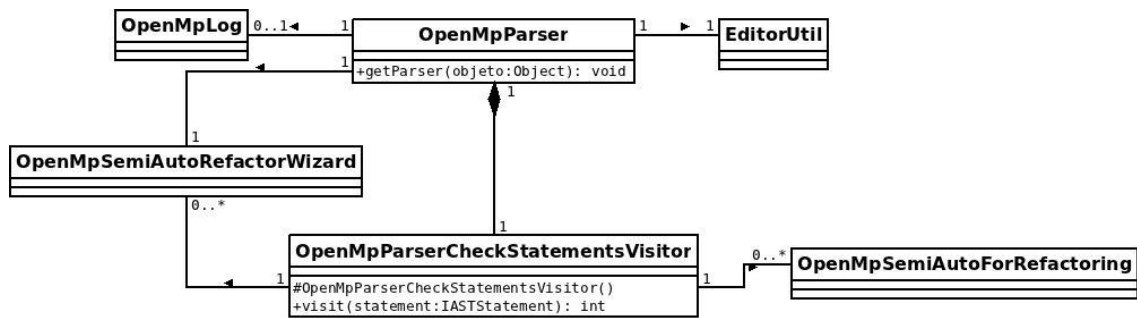 OpenMpLog
0..1
1
OpenMpParser
+getParser(objeto:Object): void
1
1
EditorUtil
1
1
1
OpenMpSemiAutoRefactorWizard
0..*
1
OpenMpParserCheckStatementsVisitor
#OpenMpParserCheckStatementsVisitor()
+visit(statement:IASTStatement): int
1
1
0..*
OpenMpSemiAutoForRefactoring